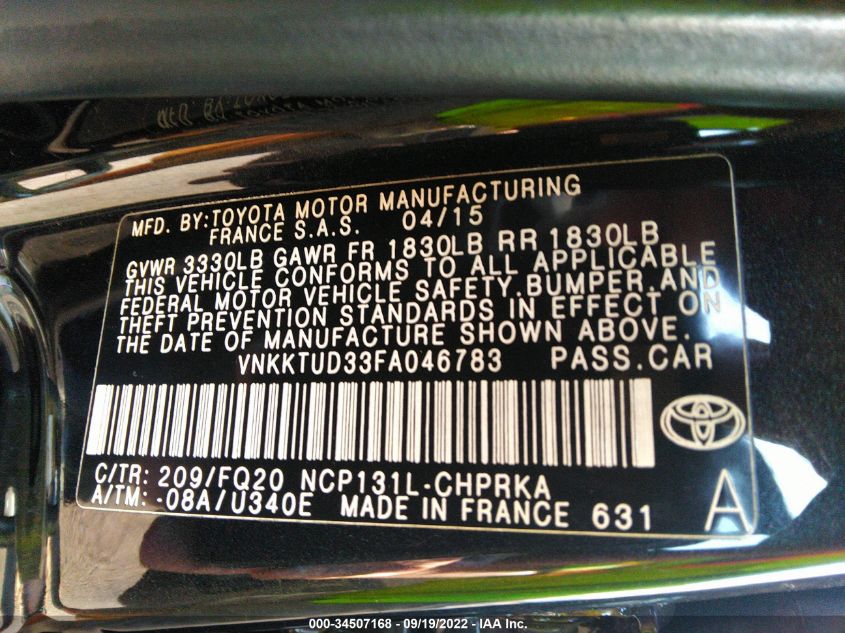 MFD. BY:TOYOTA MOTOR MANUFACTURING
FRANCE S.A.S. 04/15
GVWR 3330LB GAWR FR 1830LB RR 1830LB
THIS VEHICLE CONFORMS TO ALL APPLICABLE
FEDERAL MOTOR VEHICLE SAFETY,BUMPER,AND
THEFT PREVENTION STANDARDS IN EFFECT ON
THE DATE OF MANUFACTURE SHOWN ABOVE.
VNKKTUD33FA046783 PASS.CAR
C/TR: 209/FQ20 NCP131L-CHPRKA
A/TM: -08A/U340E MADE IN FRANCE 631 A
000-34507168 - 09/19/2022 - IAA Inc.